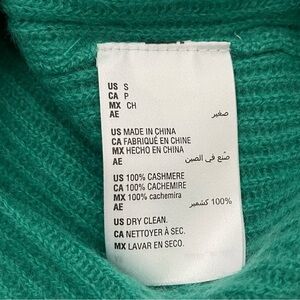 US S
CA P
MX CH
AE صغير
US MADE IN CHINA
CA FABRIQUÉ EN CHINE
MX HECHO EN CHINA
AE صنع في الصين
US 100% CASHMERE
CA 100% CACHEMIRE
MX 100% cachemira
AE 100% كشمير
US DRY CLEAN.
CA NETTOYER À SEC.
MX LAVAR EN SECO.